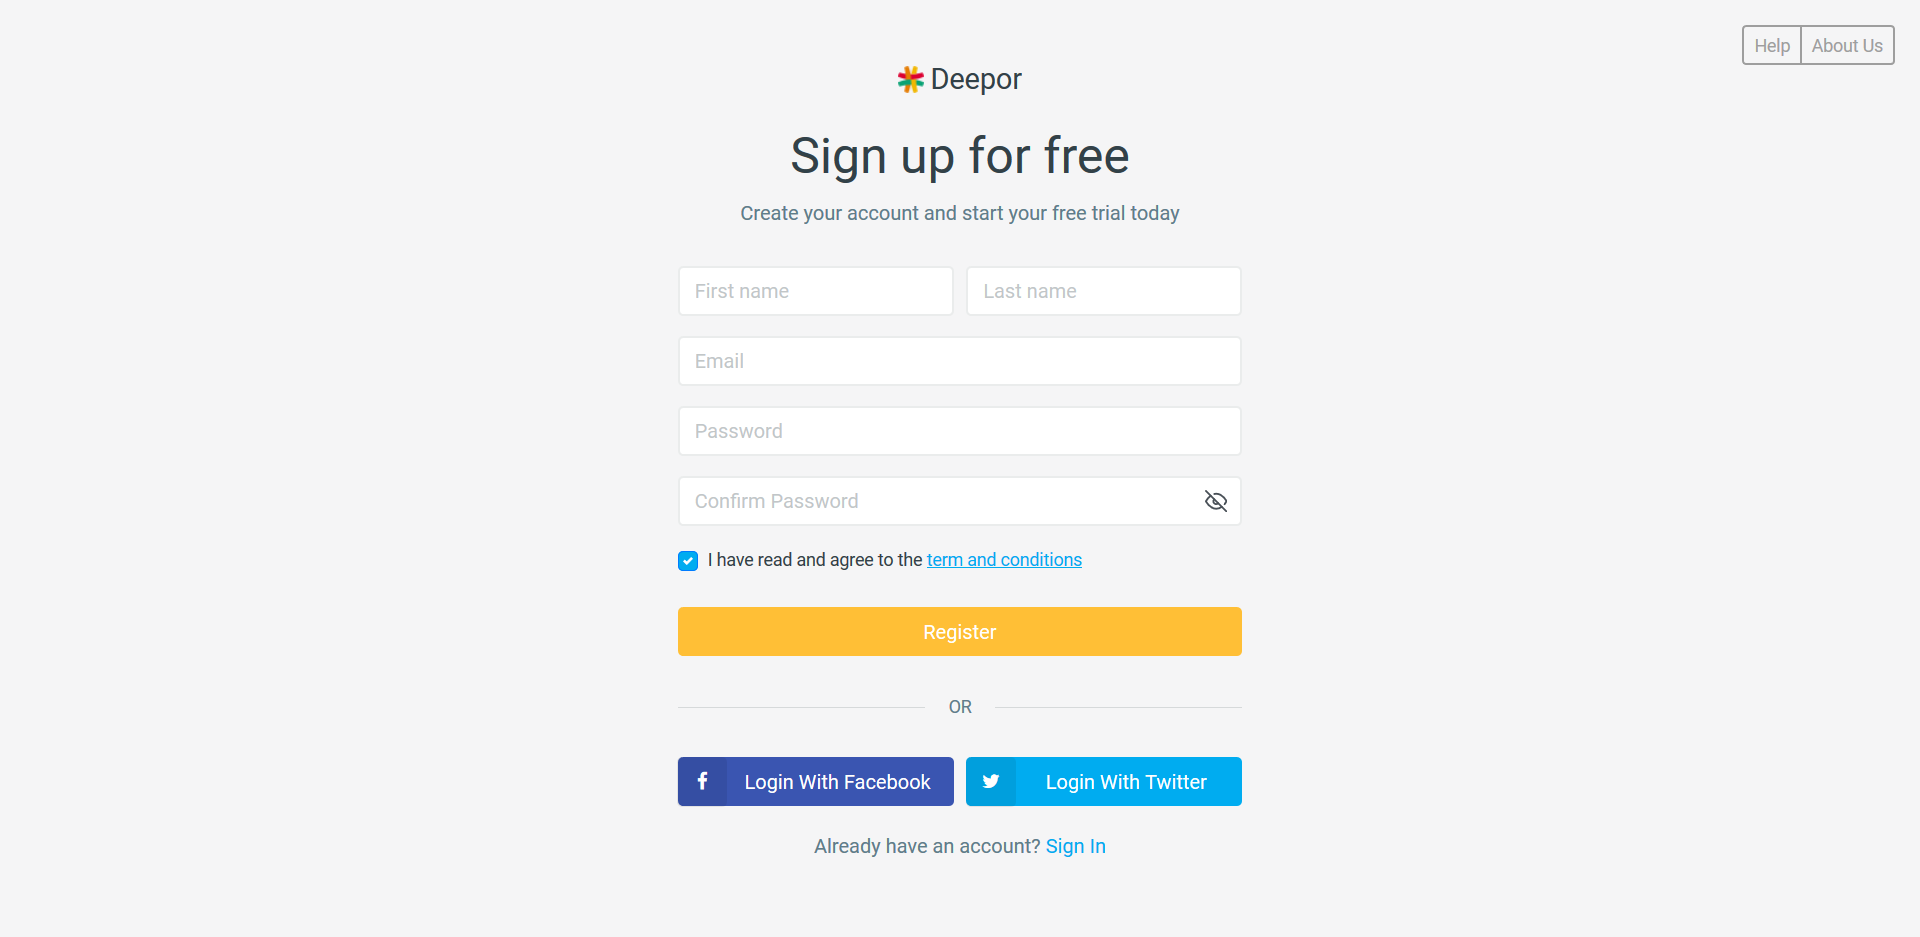 Help About Us
Deepor
Sign up for free
Create your account and start your free trial today
First name Last name
Email
Password
Confirm Password
I have read and agree to the term and conditions
Register
OR
Login With Facebook Login With Twitter
Already have an account? Sign In